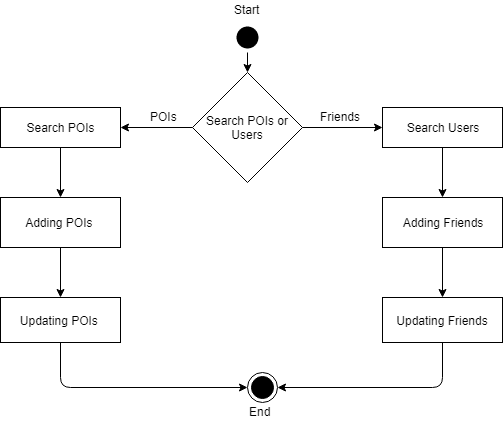 Start
POIs
Friends
Search POIs or
Users
Search POIs
Search Users
Adding POIs
Adding Friends
Updating POIs
Updating Friends
End